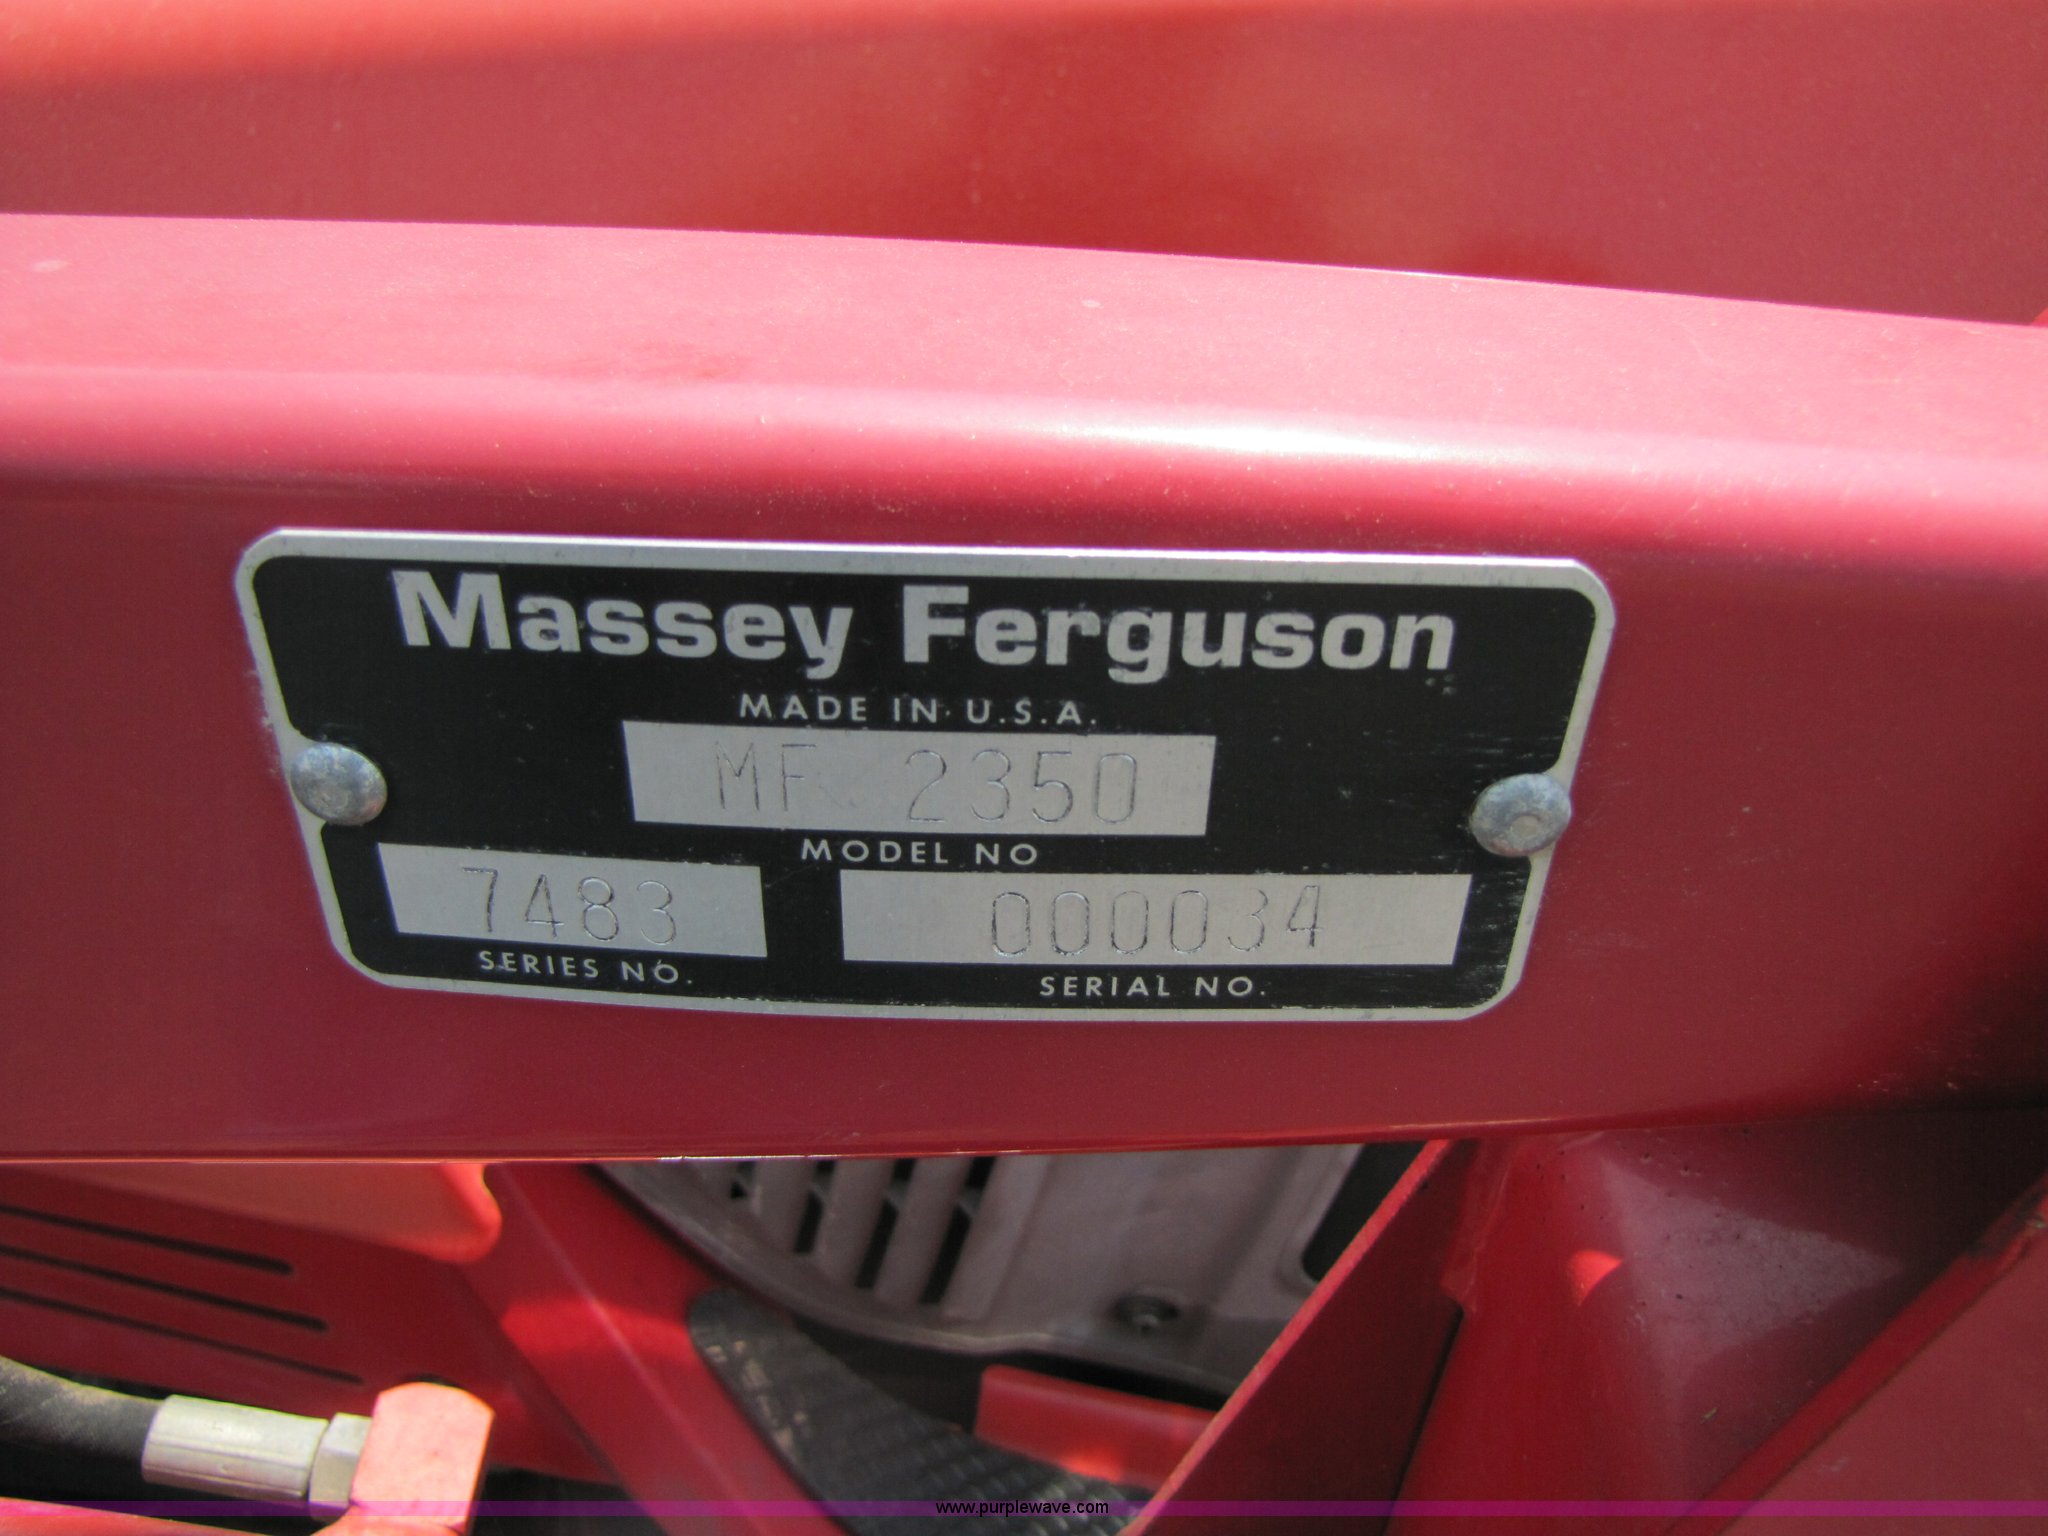 Massey Ferguson
MADE IN U.S.A.
MF 2350
MODEL NO
7483
000034
SERIES NO.
SERIAL NO.
www.purplewave.com